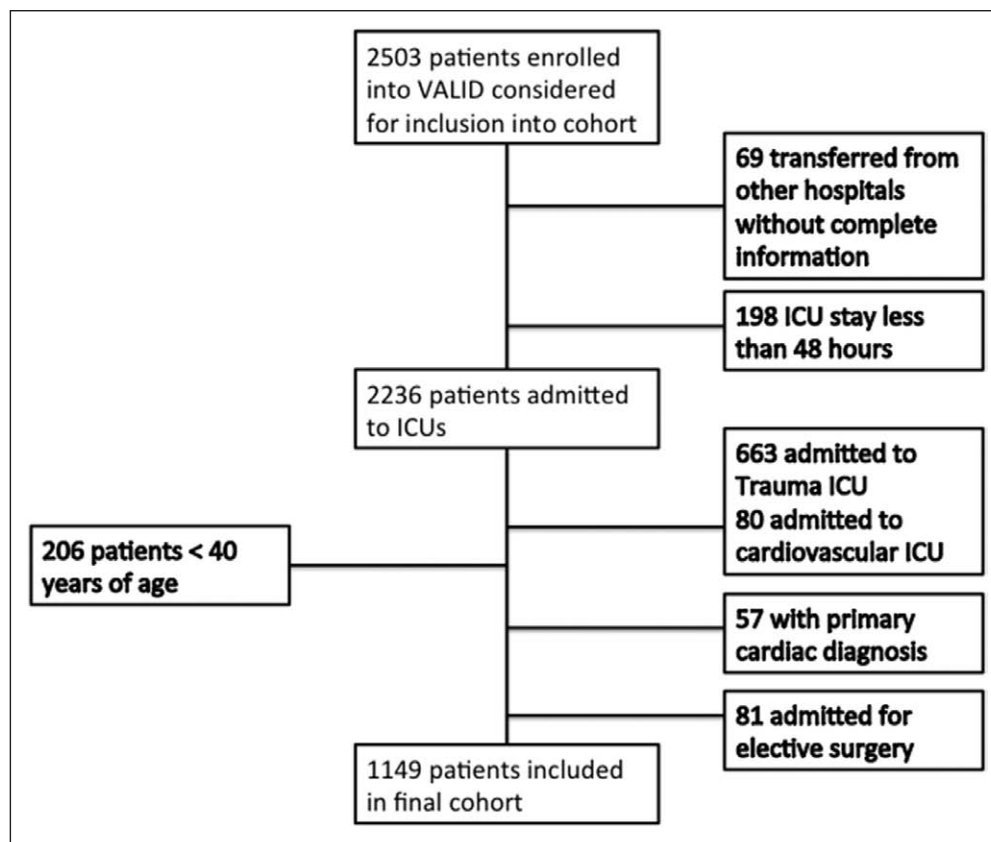 2503 patients enrolled
into VALID considered
for inclusion into cohort
69 transferred from
other hospitals
without complete
information
198 ICU stay less
than 48 hours
2236 patients admitted
to ICUs
663 admitted to
Trauma ICU
80 admitted to
cardiovascular ICU
206 patients < 40
years of age
57 with primary
cardiac diagnosis
81 admitted for
elective surgery
1149 patients included
in final cohort